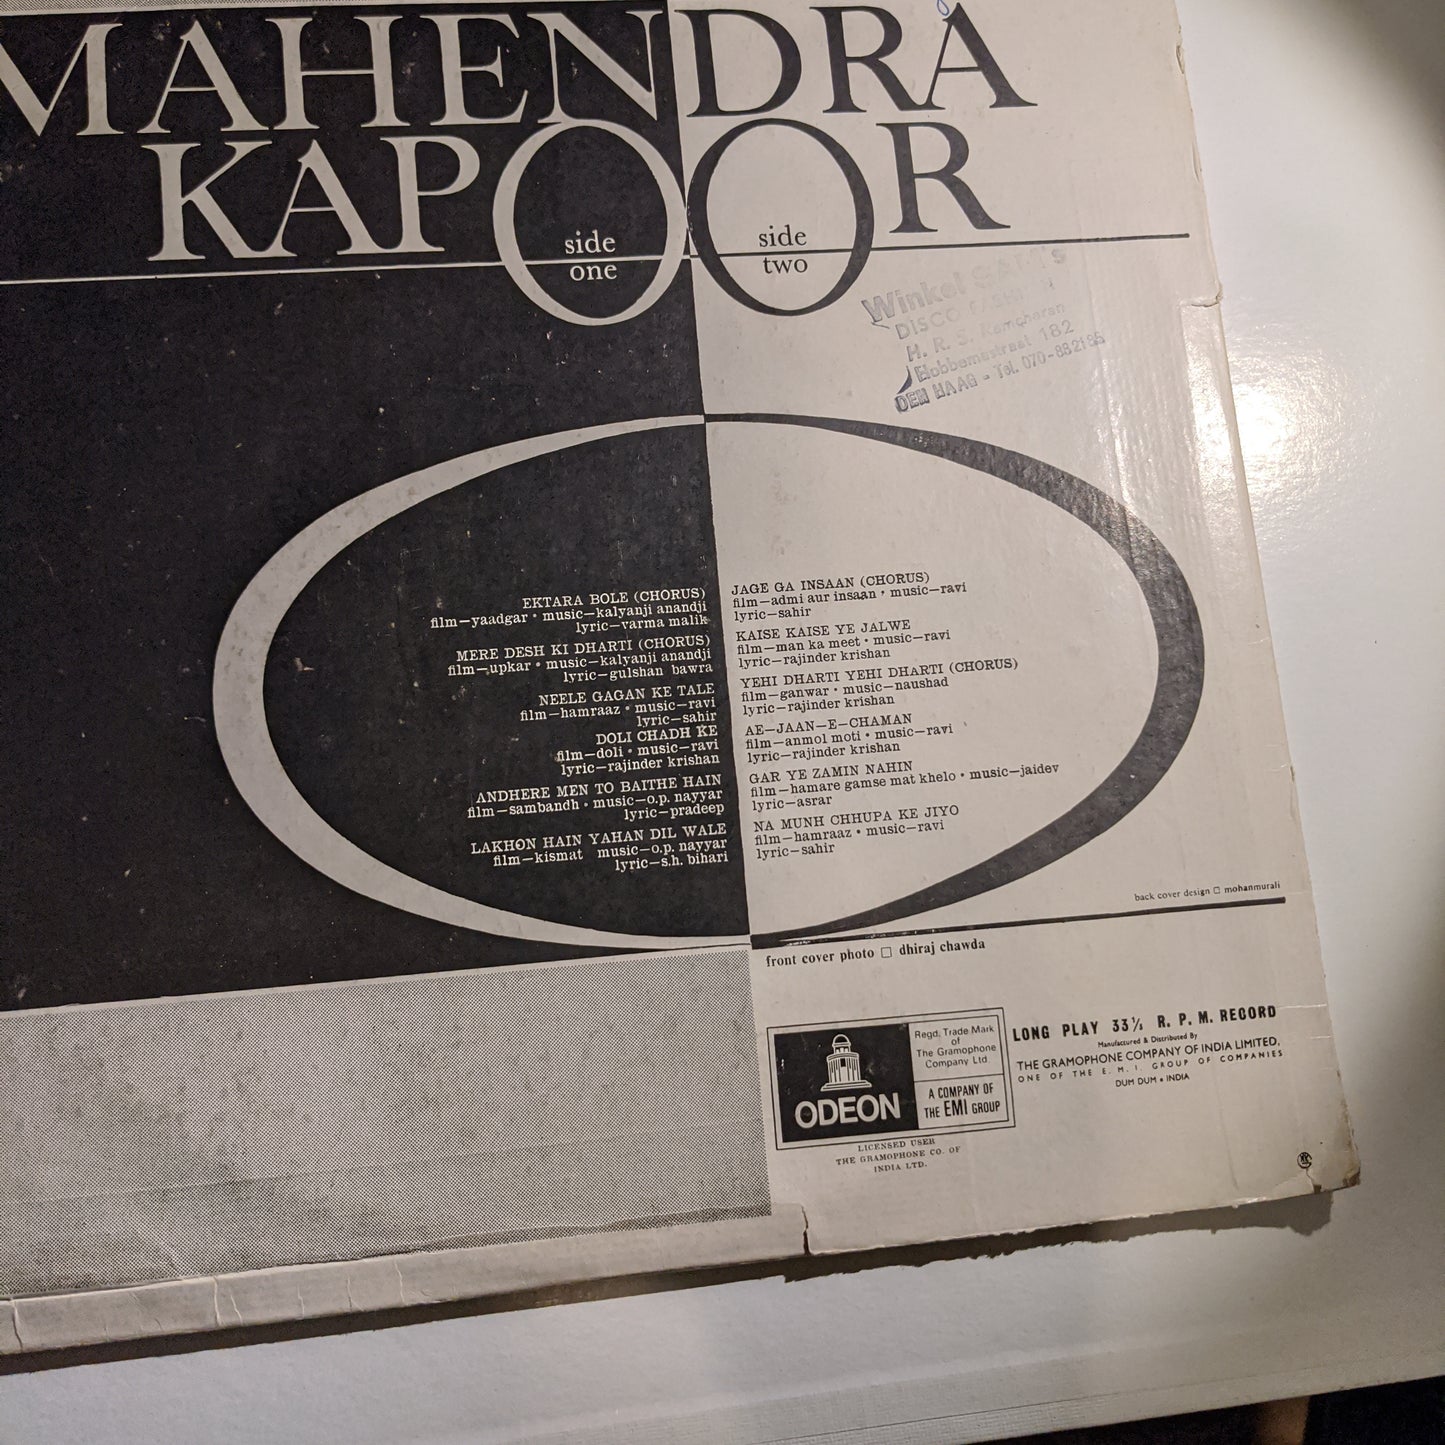 MAHENDRA
KAPOOR
side
one
side
two
Winkel
DISCO
H. R. S. Ramcharan
Hobbemastraat 182
DEN HAAG - Tel. 070-882185
EKTARA BOLE (CHORUS)
film—yaadgar • music—kalyanji anandji
lyric—varma malik
MERE DESH KI DHARTI (CHORUS)
film—upkar • music—kalyanji anandji
lyric—gulshan bawra
NEELE GAGAN KE TALE
film—hamraaz • music—ravi
lyric—sahir
DOLI CHADH KE
film—doli • music—ravi
lyric—rajinder krishan
ANDHERE MEN TO BAITHE HAIN
film—sambandh • music—o.p. nayyar
lyric—pradeep
LAKHON HAIN YAHAN DIL WALE
film—kismat music—o.p. nayyar
lyric—s.h. bihari
JAGE GA INSAAN (CHORUS)
film—admi aur insaan • music—ravi
lyric—sahir
KAISE KAISE YE JALWE
film—man ka meet • music—ravi
lyric—rajinder krishan
YEHI DHARTI YEHI DHARTI (CHORUS)
film—ganwar • music—naushad
lyric—rajinder krishan
AE—JAAN—E—CHAMAN
film—anmol moti • music—ravi
lyric—rajinder krishan
GAR YE ZAMIN NAHIN
film—hamare gamse mat khelo • music—jaidev
lyric—asrar
NA MUNH CHHUPA KE JIYO
film—hamraaz • music—ravi
lyric—sahir
back cover design □ mohanmurali
front cover photo □ dhiraj chawda
ODEON
Regd. Trade Mark
of
The Gramophone
Company Ltd.
A COMPANY OF
THE EMI GROUP
LICENSED USER
THE GRAMOPHONE CO. OF
INDIA LTD.
LONG PLAY 33⅓ R. P. M. RECORD
Manufactured & Distributed By
THE GRAMOPHONE COMPANY OF INDIA LIMITED,
ONE OF THE E. M. I. GROUP OF COMPANIES
DUM DUM • INDIA